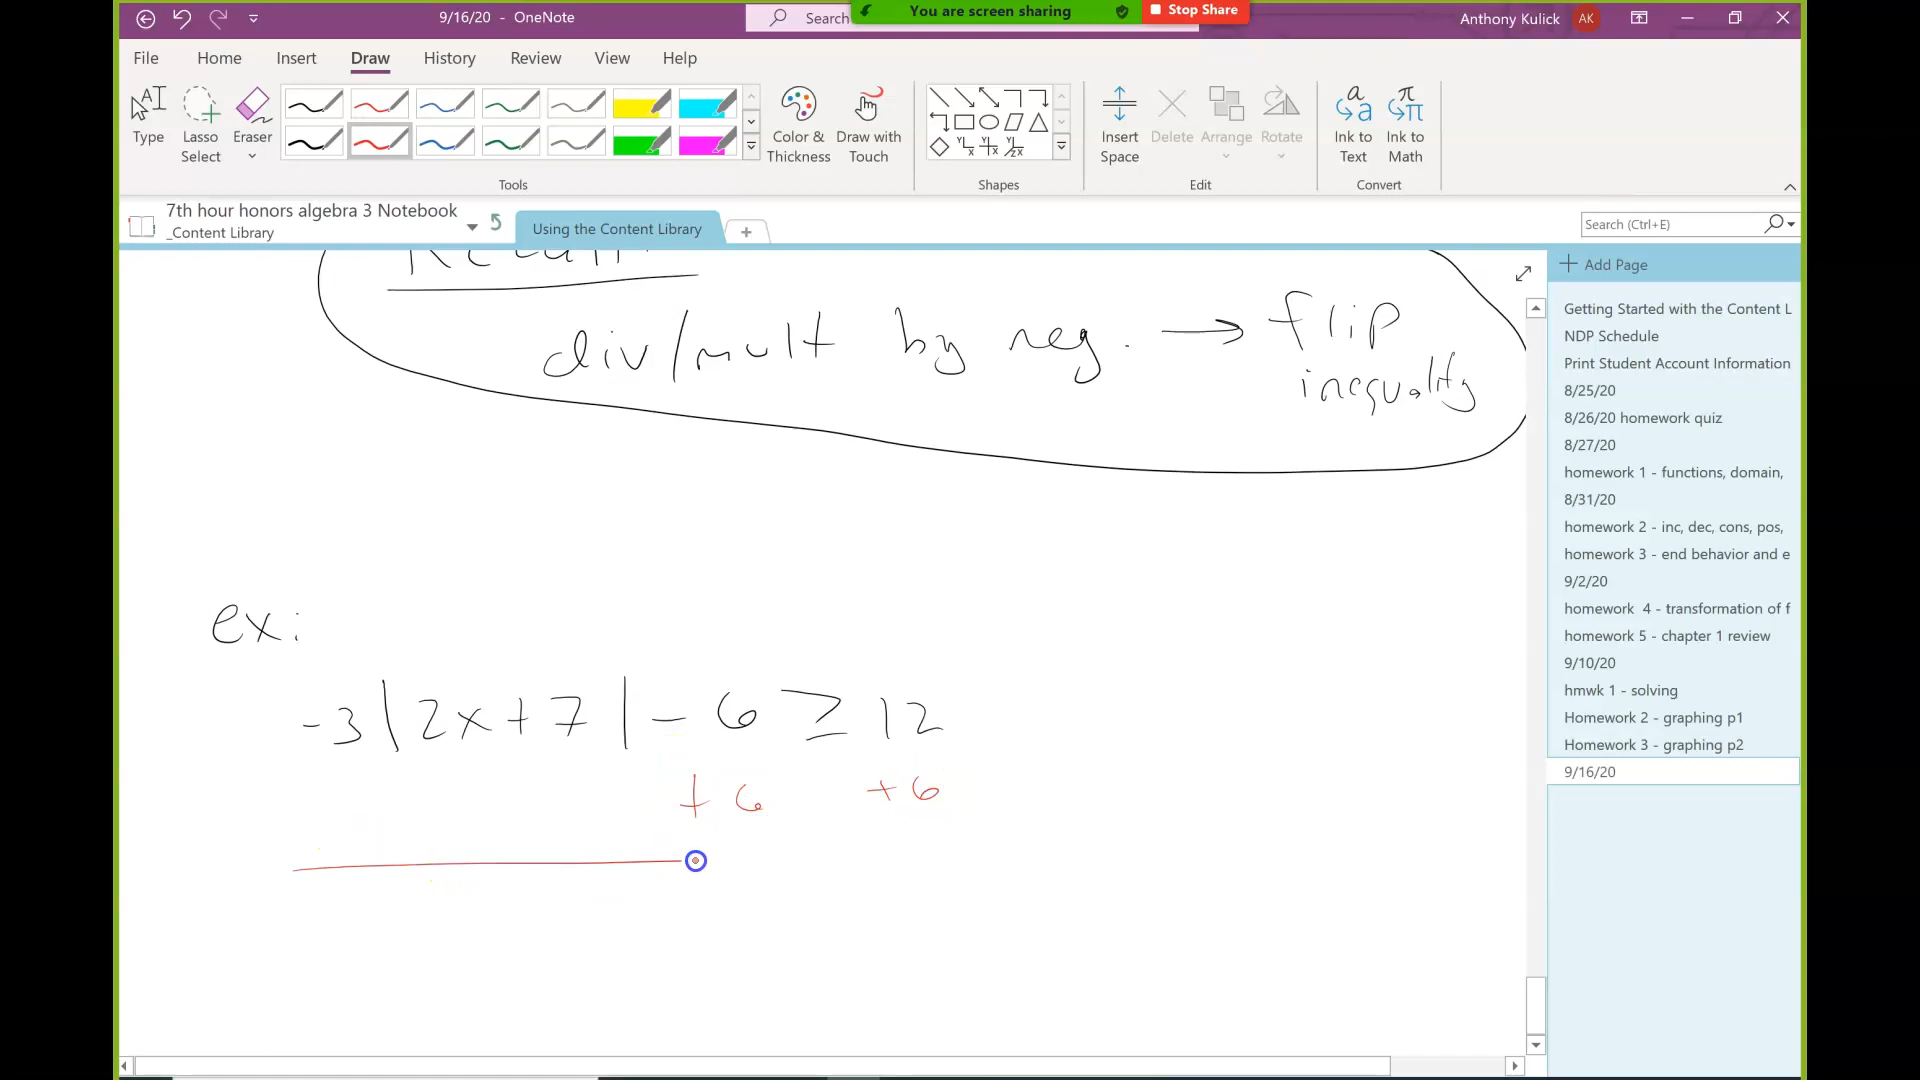 9/16/20 - OneNote
Search
You are screen sharing
Stop Share
Anthony Kulick
AK
File Home Insert Draw History Review View Help
Type
Lasso Select
Eraser
Color & Thickness
Draw with Touch
Insert Space
Delete
Arrange
Rotate
Ink to Text
Ink to Math
Tools
Shapes
Edit
Convert
7th hour honors algebra 3 Notebook
_Content Library
Using the Content Library
Search (Ctrl+E)
Add Page
Getting Started with the Content L
NDP Schedule
Print Student Account Information
8/25/20
8/26/20 homework quiz
8/27/20
homework 1 - functions, domain,
8/31/20
homework 2 - inc, dec, cons, pos,
homework 3 - end behavior and e
9/2/20
homework 4 - transformation of f
homework 5 - chapter 1 review
9/10/20
hmwk 1 - solving
Homework 2 - graphing p1
Homework 3 - graphing p2
9/16/20
div/mult by neg. → flip
inequality
ex:
-3|2x+7| - 6 ≥ 12
+ 6 + 6